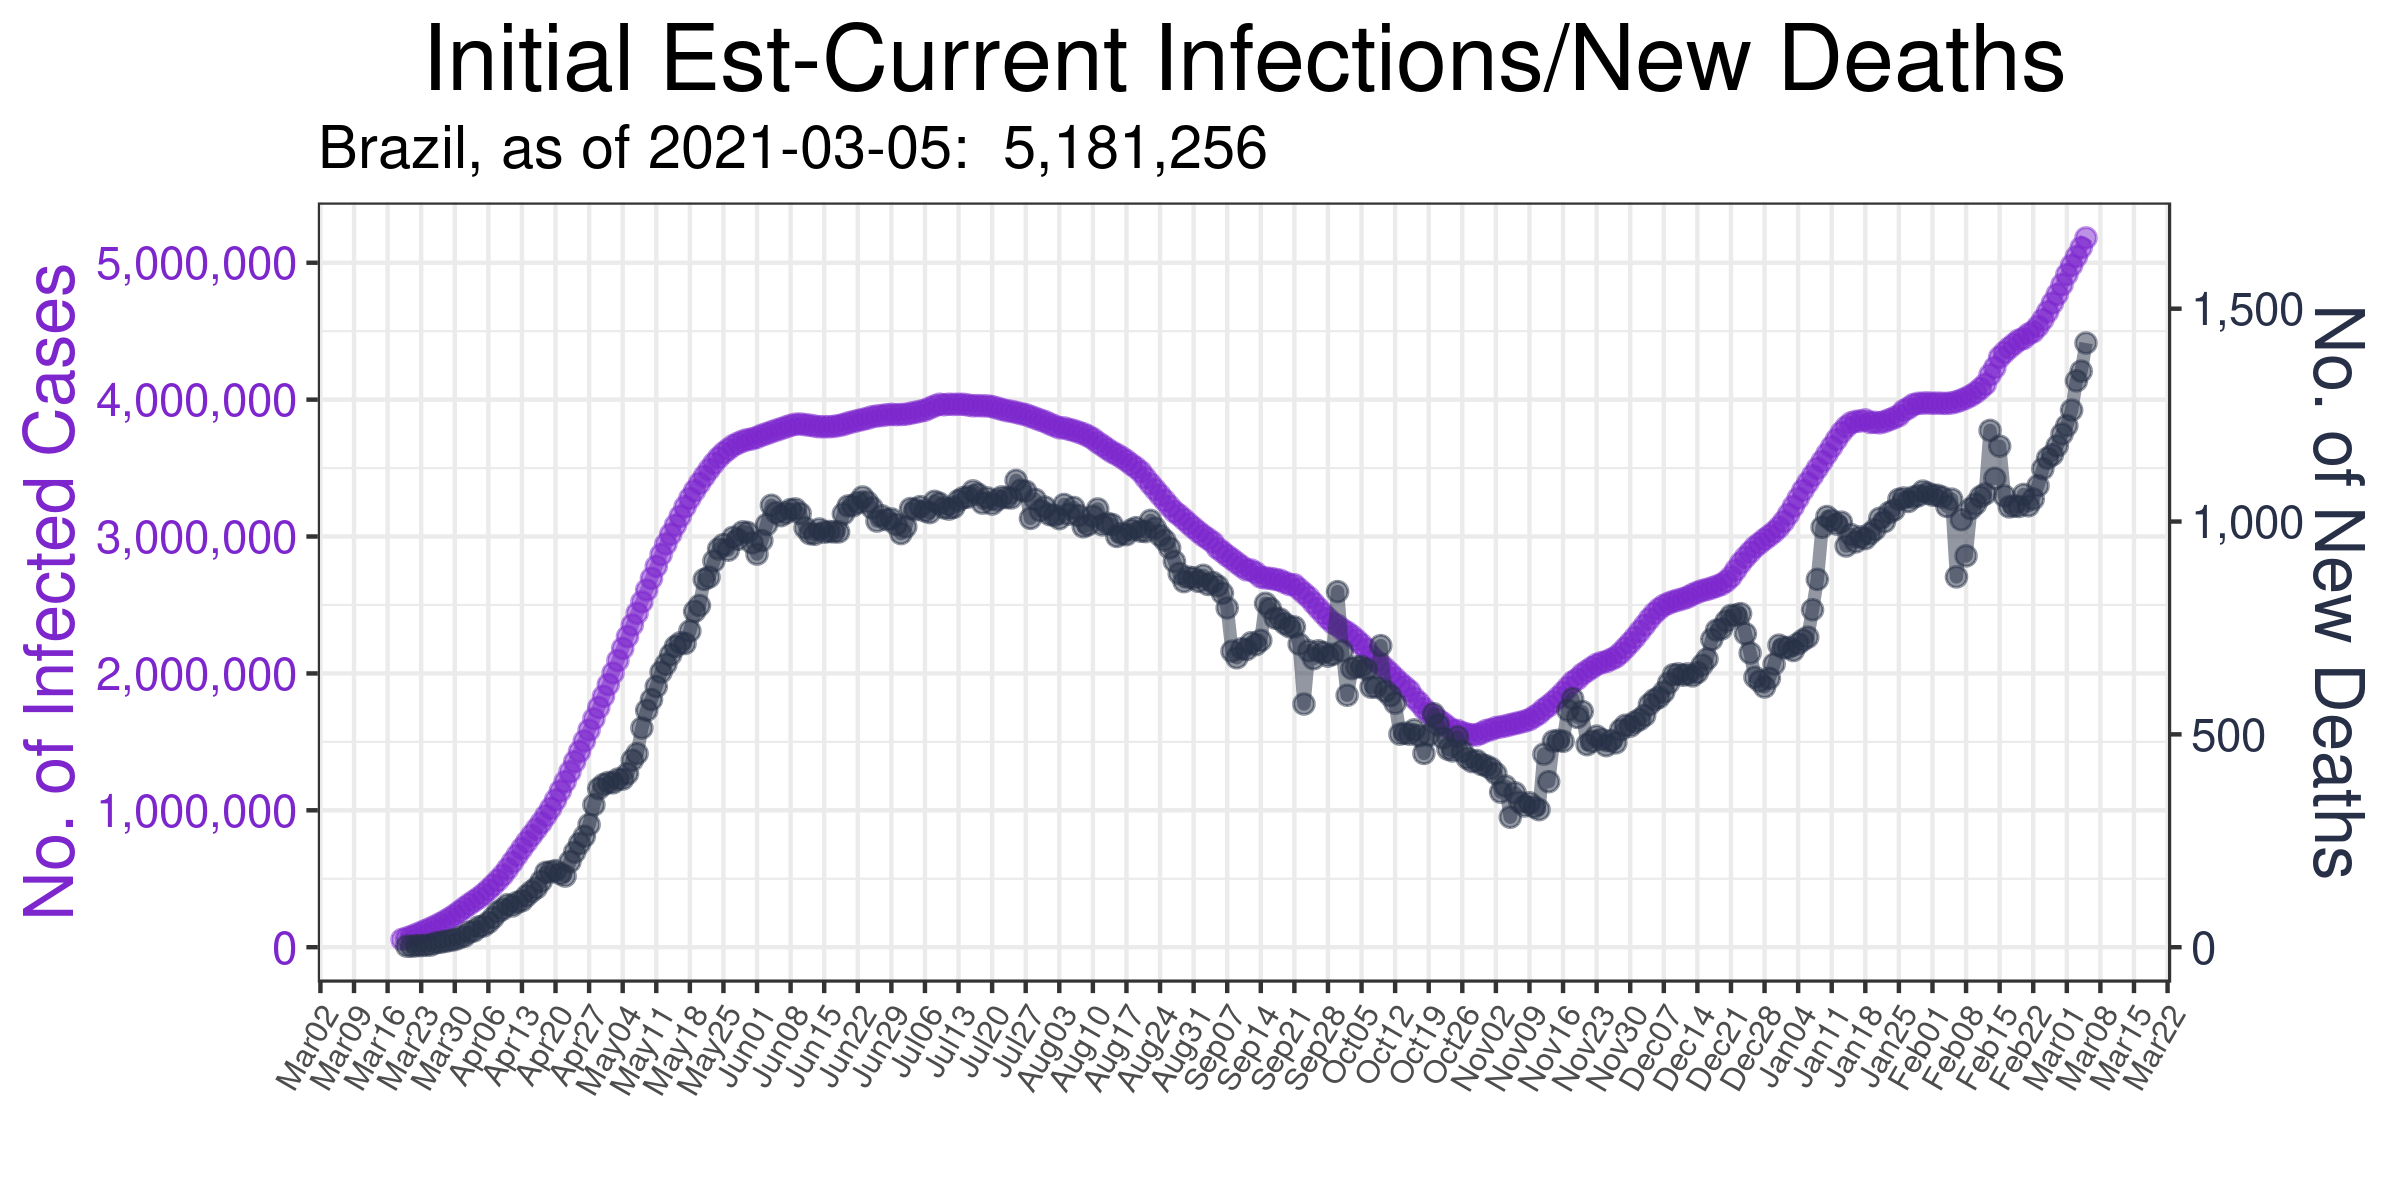 Initial Est-Current Infections/New Deaths
Brazil, as of 2021-03-05:  5,181,256
No. of Infected Cases
5,000,000
4,000,000
3,000,000
2,000,000
1,000,000
0
1,500
1,000
500
0
No. of New Deaths
Mar02
Mar09
Mar16
Mar23
Mar30
Apr06
Apr13
Apr20
Apr27
May04
May11
May18
May25
Jun01
Jun08
Jun15
Jun22
Jun29
Jul06
Jul13
Jul20
Jul27
Aug03
Aug10
Aug17
Aug24
Aug31
Sep07
Sep14
Sep21
Sep28
Oct05
Oct12
Oct19
Oct26
Nov02
Nov09
Nov16
Nov23
Nov30
Dec07
Dec14
Dec21
Dec28
Jan04
Jan11
Jan18
Jan25
Feb01
Feb08
Feb15
Feb22
Mar01
Mar08
Mar15
Mar22